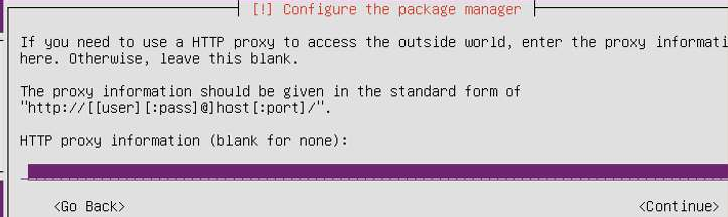 [!] Configure the package manager
If you need to use a HTTP proxy to access the outside world, enter the proxy informati
here. Otherwise, leave this blank.
The proxy information should be given in the standard form of
"http://[[user][:pass]@]host[:port]/".
HTTP proxy information (blank for none):
<Go Back> <Continue>